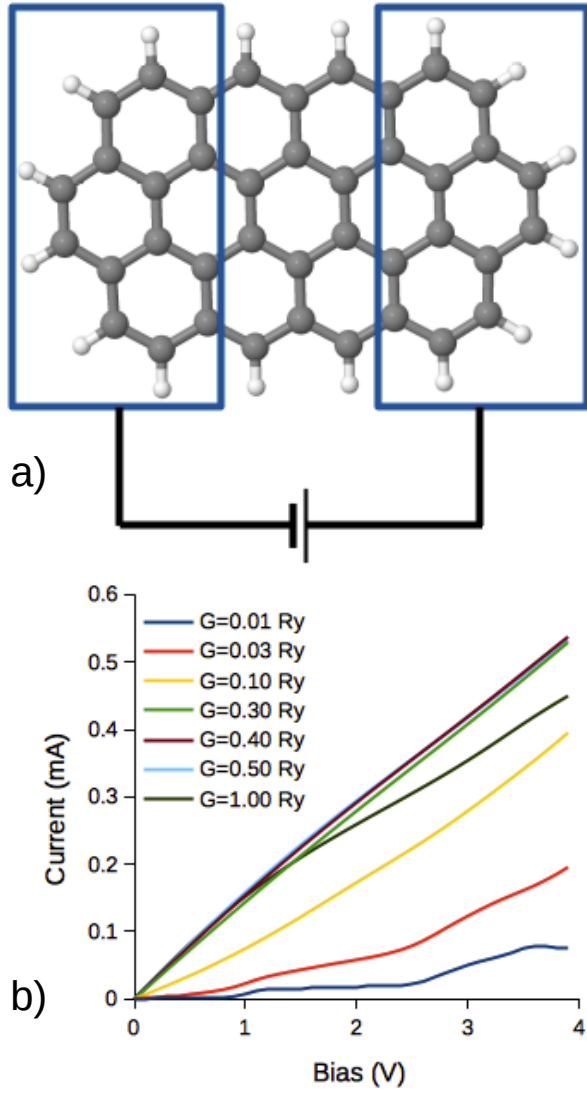 a)
0.6
0.5
0.4
0.3
0.2
0.1
0
G=0.01 Ry
G=0.03 Ry
G=0.10 Ry
G=0.30 Ry
G=0.40 Ry
G=0.50 Ry
G=1.00 Ry
Current (mA)
b)
0 1 2 3 4
Bias (V)